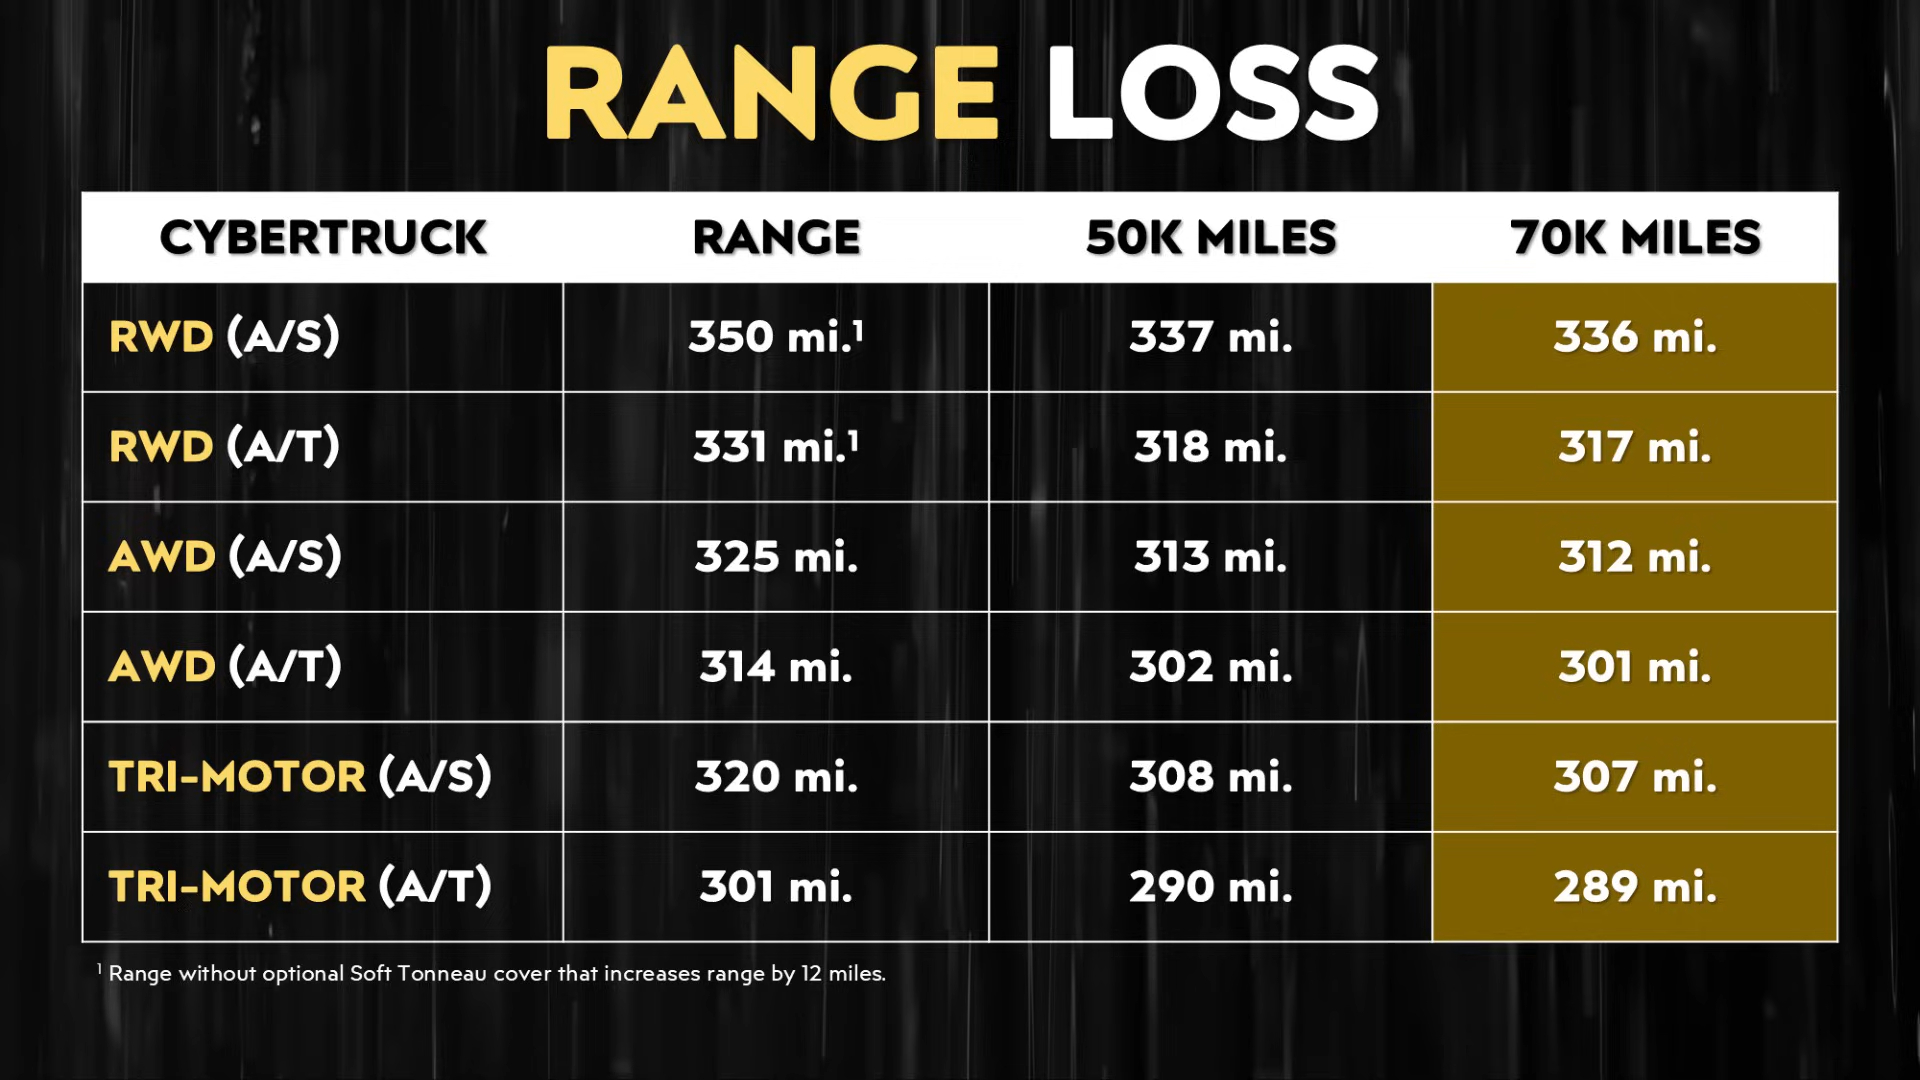 RANGE LOSS
CYBERTRUCK RANGE 50K MILES 70K MILES
RWD (A/S) 350 mi.¹ 337 mi. 336 mi.
RWD (A/T) 331 mi.¹ 318 mi. 317 mi.
AWD (A/S) 325 mi. 313 mi. 312 mi.
AWD (A/T) 314 mi. 302 mi. 301 mi.
TRI-MOTOR (A/S) 320 mi. 308 mi. 307 mi.
TRI-MOTOR (A/T) 301 mi. 290 mi. 289 mi.
¹ Range without optional Soft Tonneau cover that increases range by 12 miles.